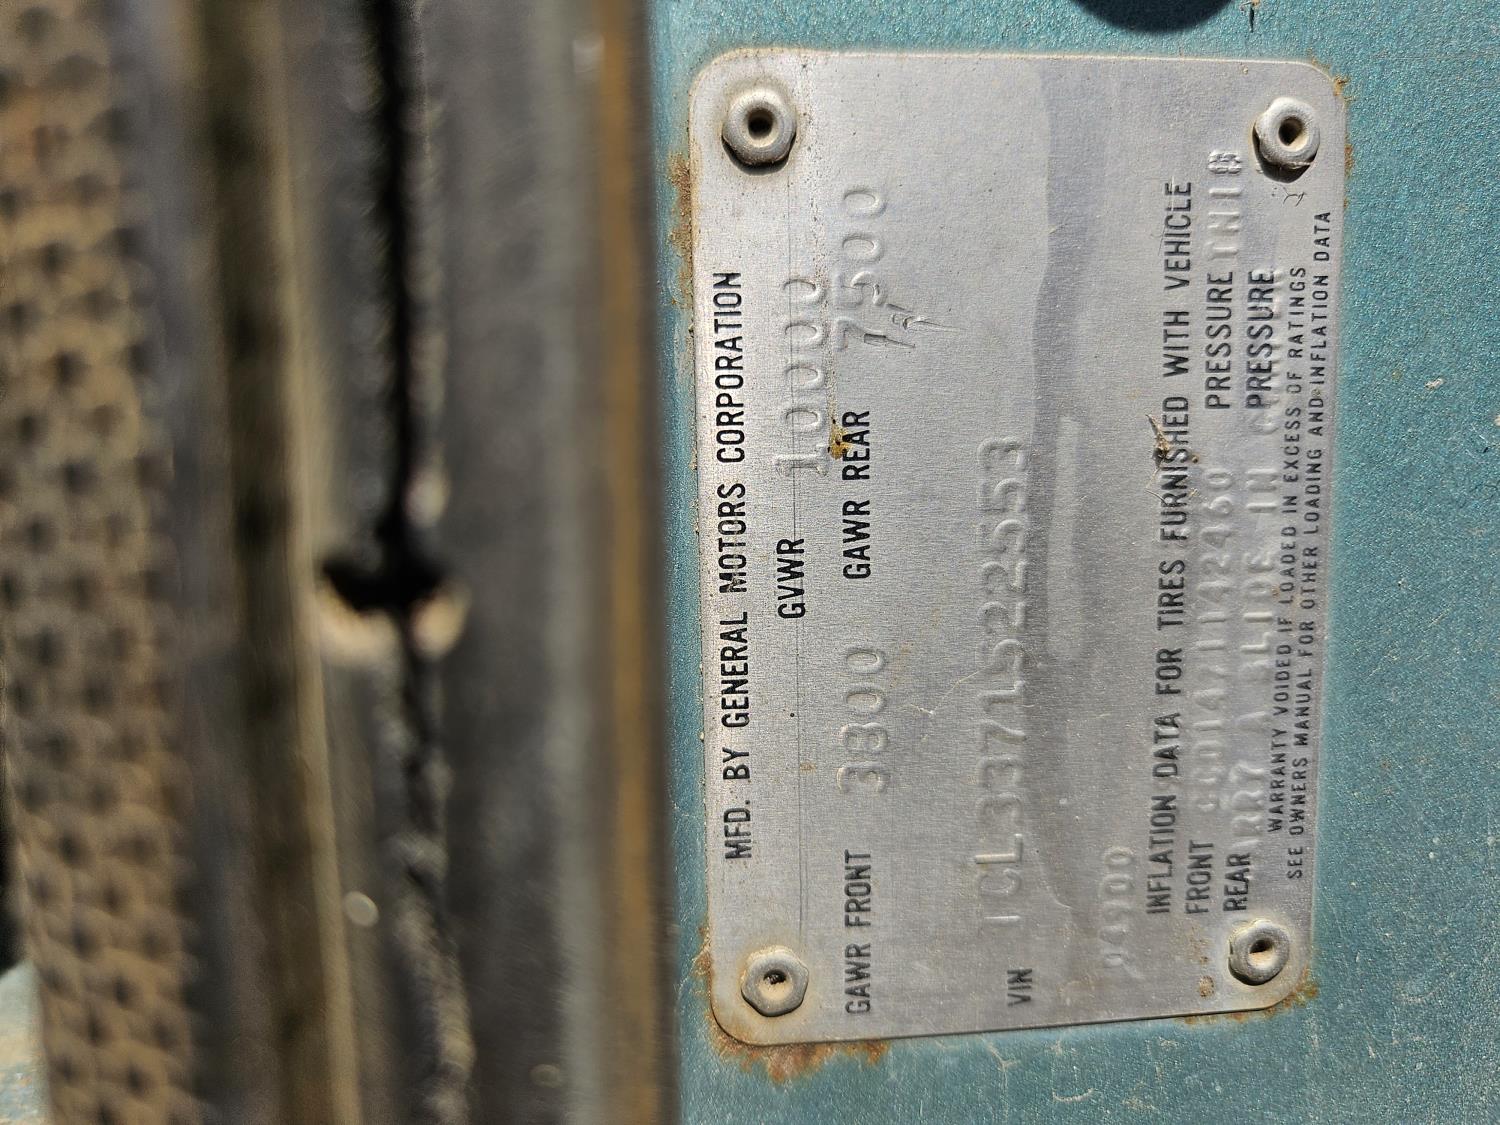 MFD. BY GENERAL MOTORS CORPORATION
GVWR 10000
GAWR FRONT 3800 GAWR REAR 7500
VIN TCL3371522553
INFLATION DATA FOR TIRES FURNISHED WITH VEHICLE
FRONT PRESSURE
REAR PRESSURE
WARRANTY VOIDED IF LOADED IN EXCESS OF RATINGS
SEE OWNERS MANUAL FOR OTHER LOADING AND INFLATION DATA